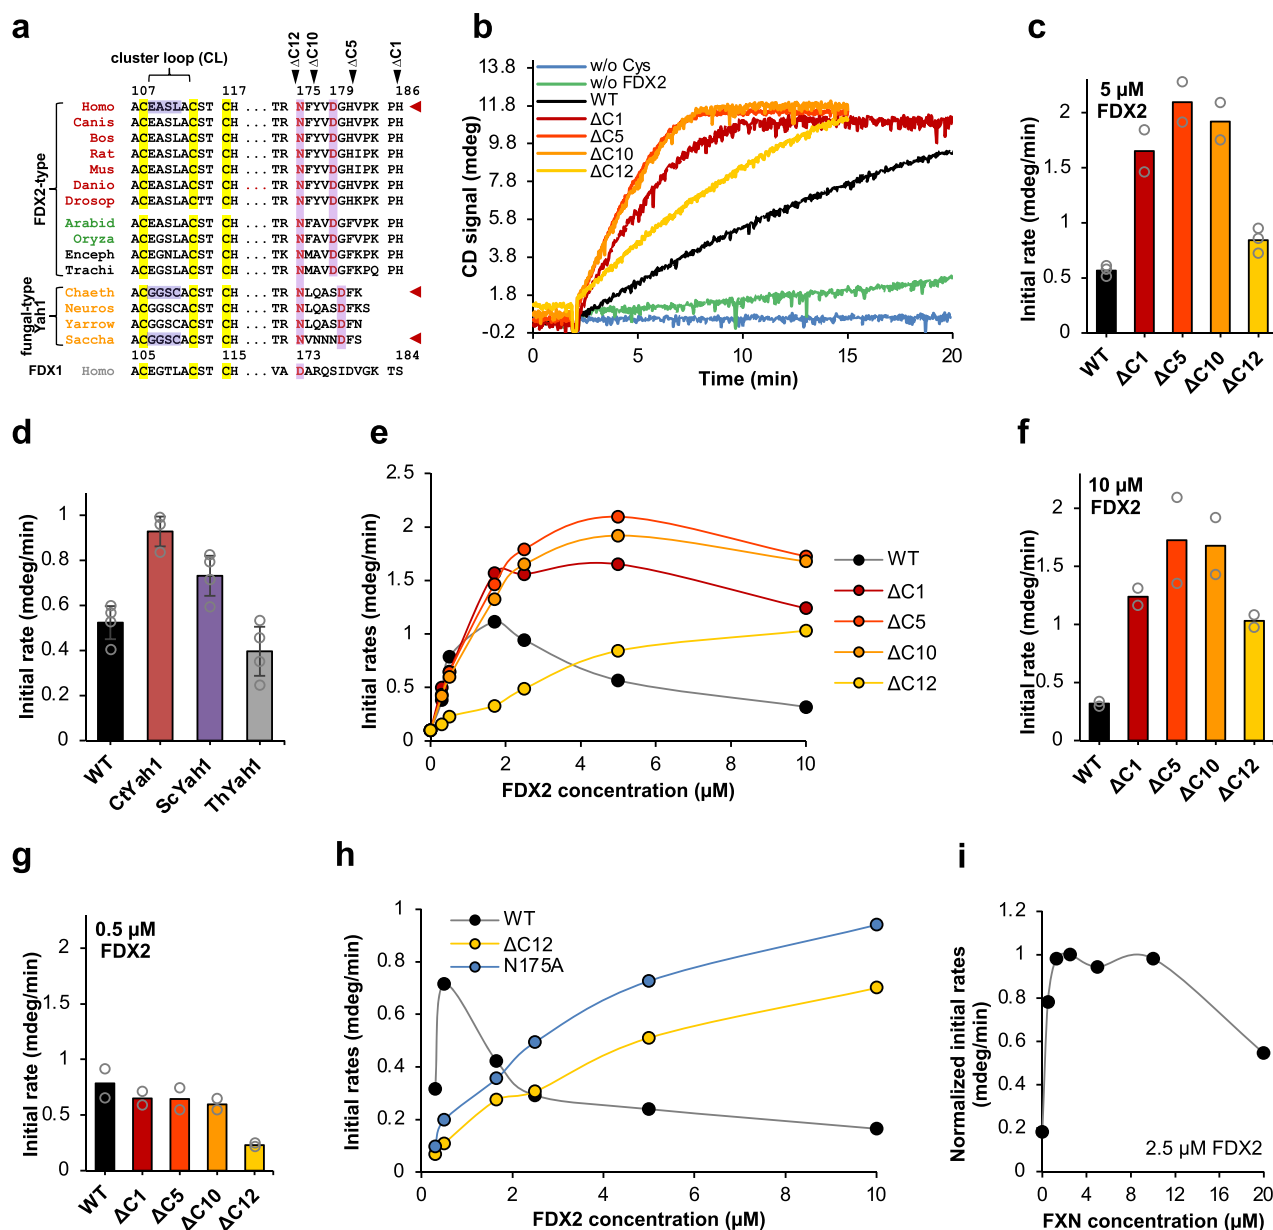 a
cluster loop (CL)
ΔC12
ΔC10
ΔC5
ΔC1
107 117 175 179 186
FDX2-type
Homo ACEASLACST CH ... TR NFYVDGHVPK PH
Canis ACEASLACST CH ... TR NFYVDGHVPK PH
Bos ACEASLACST CH ... TR NFYVDGHVPK PH
Rat ACEASLACST CH ... TR NFYVDGHIPK PH
Mus ACEASLACST CH ... TR NFYVDGHIPK PH
Danio ACEASLACST CH ... TR NFYVDGHVPK PH
Drosop ACEASLACTT CH ... TR NFYVDGHKPK PH
Arabid ACEASLACST CH ... TR NFAVDGFVPK PH
Oryza ACEGSLACST CH ... TR NFAVDGFVPK PH
Enceph ACEGNLACST CH ... TK NMAVDGFKPK PH
Trachi ACEGSLACST CH ... TK NMAVDGFKPQ PH
fungal-type
Yah1
Chaeth ACGGSCACST CH ... TR NLQASDFK
Neuros ACGGSCACST CH ... TR NLQASDFKS
Yarrow ACGGSCACST CH ... TR NLQASDFN
Saccha ACGGSCACST CH ... TR NVNNNDFS
105 115 173 184
FDX1 Homo ACEGTLACST CH ... VA DARQSIDVGK TS
b
w/o Cys
w/o FDX2
WT
ΔC1
ΔC5
ΔC10
ΔC12
CD signal (mdeg)
13.8
11.8
9.8
7.8
5.8
3.8
1.8
-0.2
0 5 10 15 20
Time (min)
c
5 µM
FDX2
Initial rate (mdeg/min)
2
1.5
1
0.5
0
WT ΔC1 ΔC5 ΔC10 ΔC12
d
Initial rate (mdeg/min)
1
0.8
0.6
0.4
0.2
0
WT CtYah1 ScYah1 ThYah1
e
Initial rates (mdeg/min)
2.5
2
1.5
1
0.5
0
0 2 4 6 8 10
FDX2 concentration (µM)
WT
ΔC1
ΔC5
ΔC10
ΔC12
f
10 µM
FDX2
Initial rate (mdeg/min)
2
1.5
1
0.5
0
WT ΔC1 ΔC5 ΔC10 ΔC12
g
0.5 µM
FDX2
Initial rate (mdeg/min)
2
1.5
1
0.5
0
WT ΔC1 ΔC5 ΔC10 ΔC12
h
WT
ΔC12
N175A
Initial rates (mdeg/min)
1
0.8
0.6
0.4
0.2
0
0 2 4 6 8 10
FDX2 concentration (µM)
i
Normalized initial rates
(mdeg/min)
1.2
1
0.8
0.6
0.4
0.2
0
2.5 µM FDX2
0 4 8 12 16 20
FXN concentration (µM)